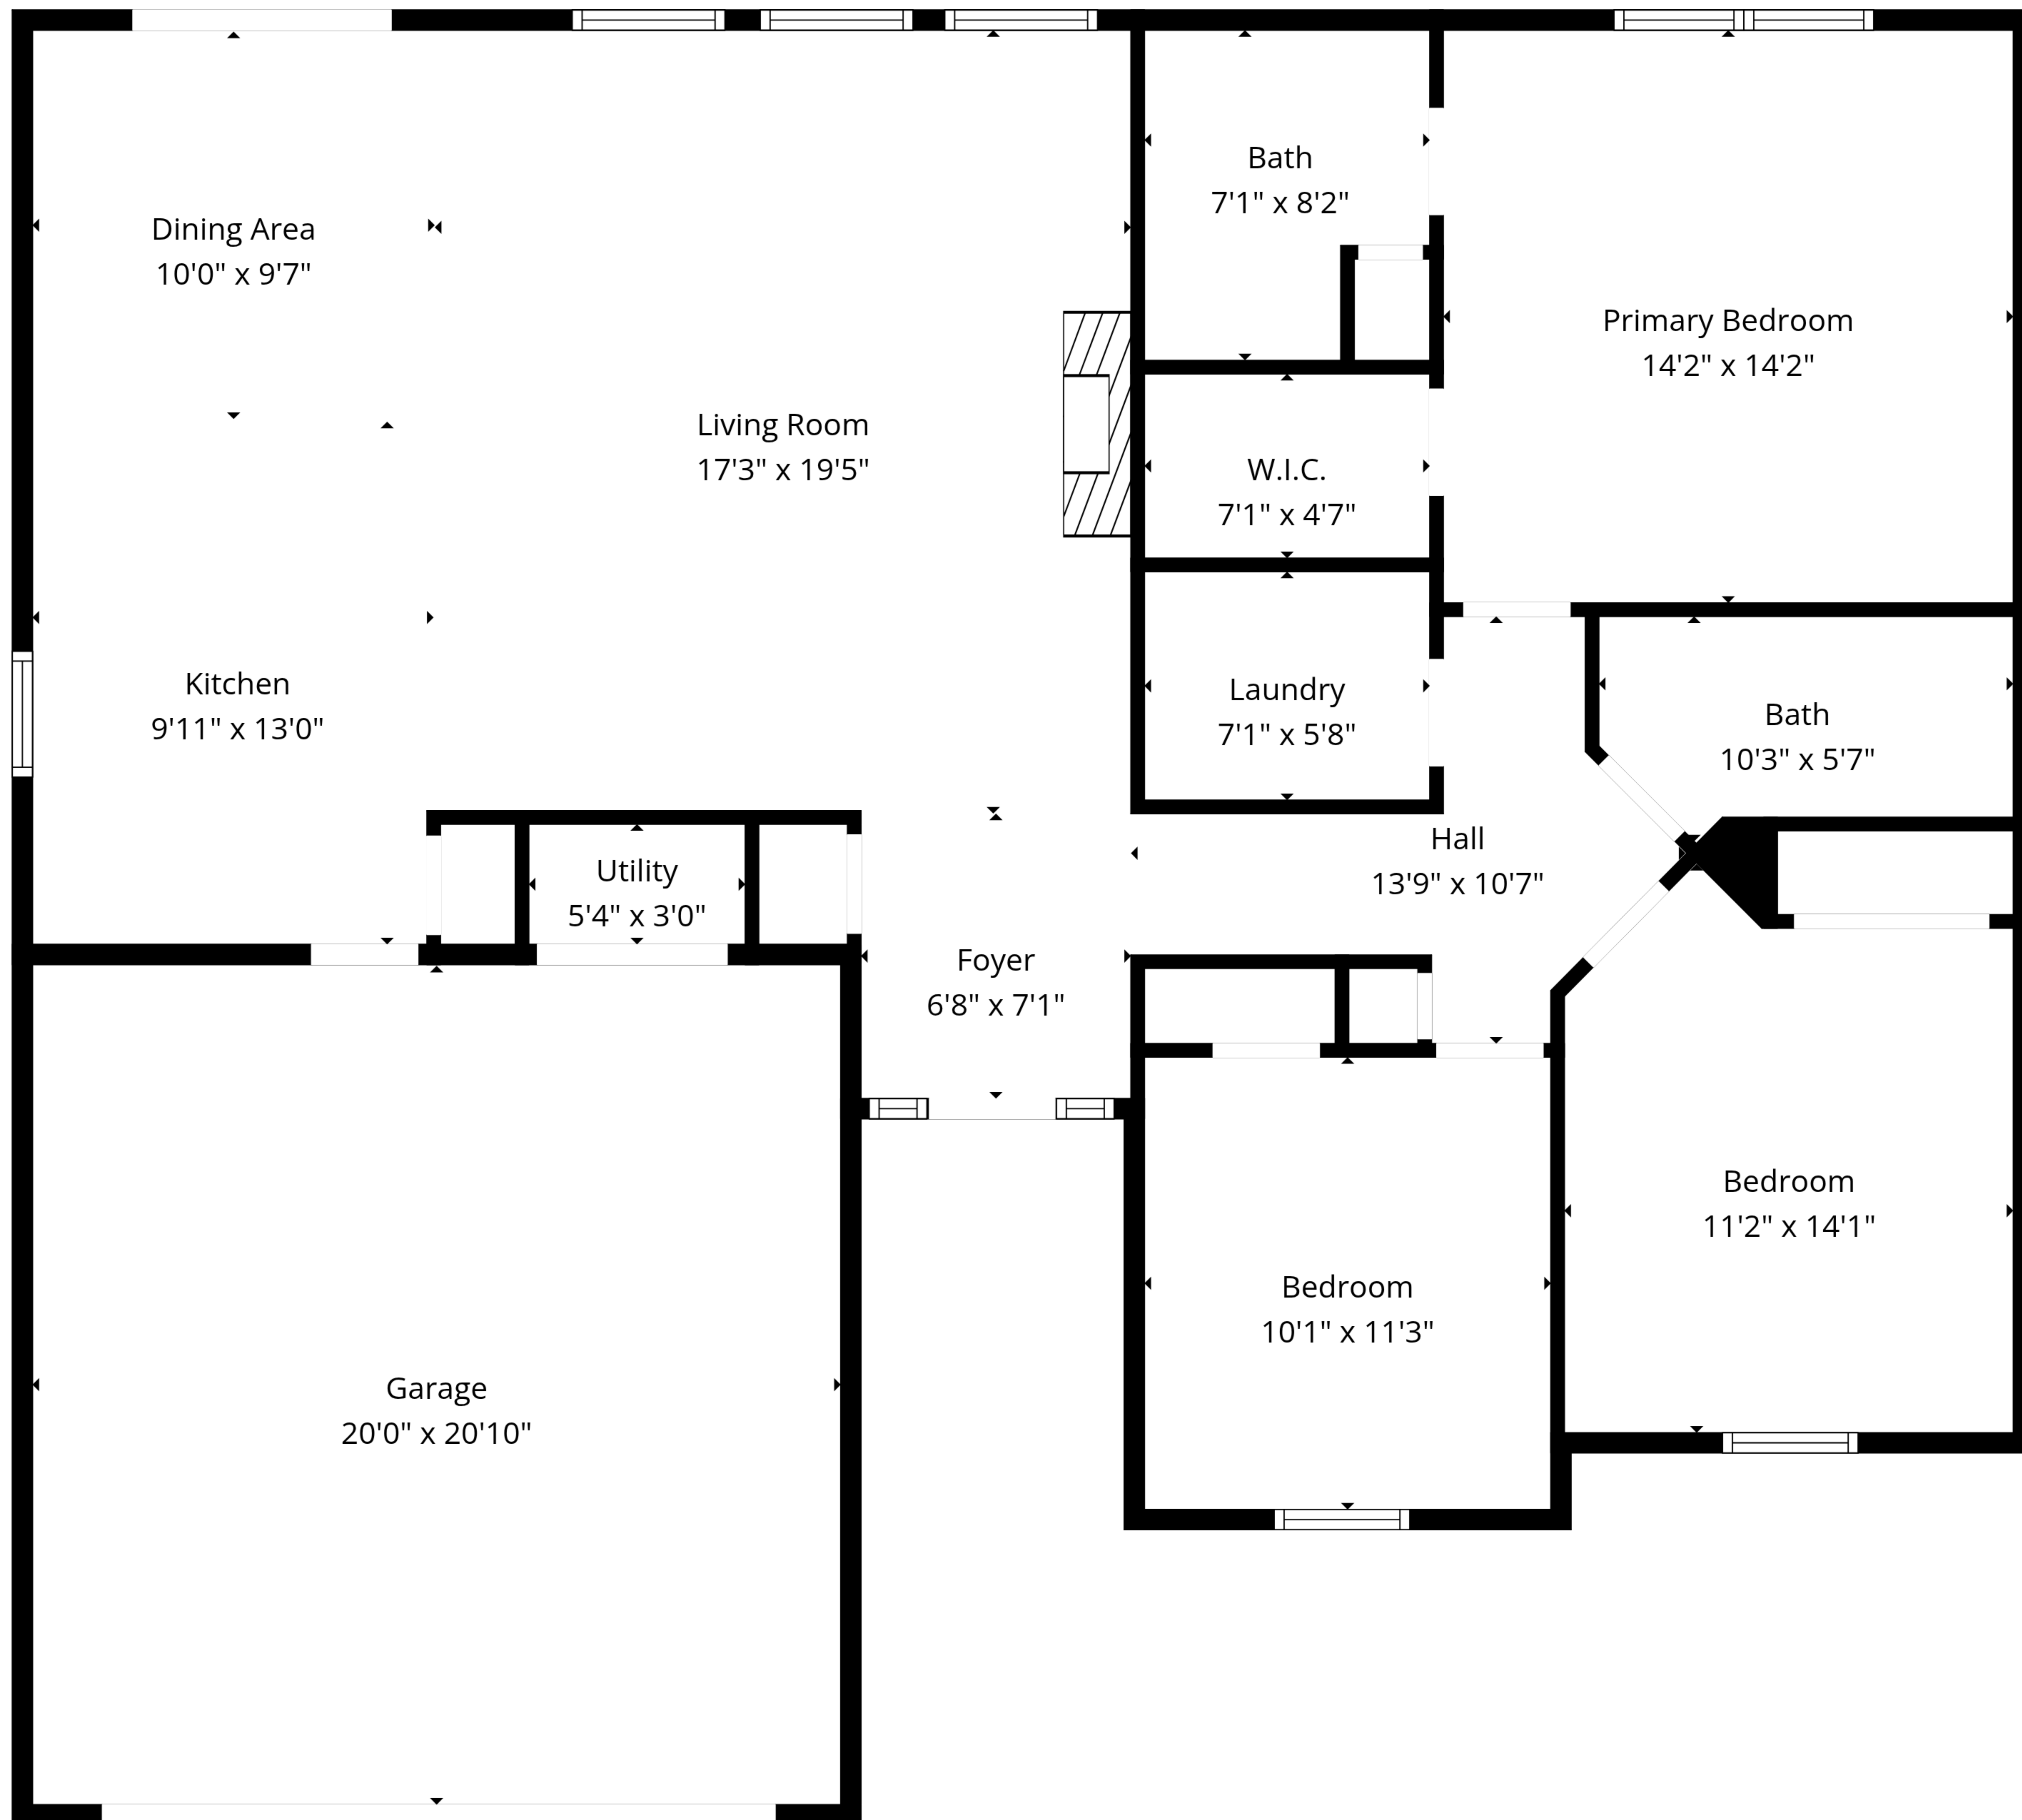 Bath
7'1" x 8'2"
Dining Area
10'0" x 9'7"
Primary Bedroom
14'2" x 14'2"
Living Room
17'3" x 19'5"
W.I.C.
7'1" x 4'7"
Kitchen
9'11" x 13'0"
Laundry
7'1" x 5'8"
Bath
10'3" x 5'7"
Hall
13'9" x 10'7"
Utility
5'4" x 3'0"
Foyer
6'8" x 7'1"
Bedroom
11'2" x 14'1"
Bedroom
10'1" x 11'3"
Garage
20'0" x 20'10"